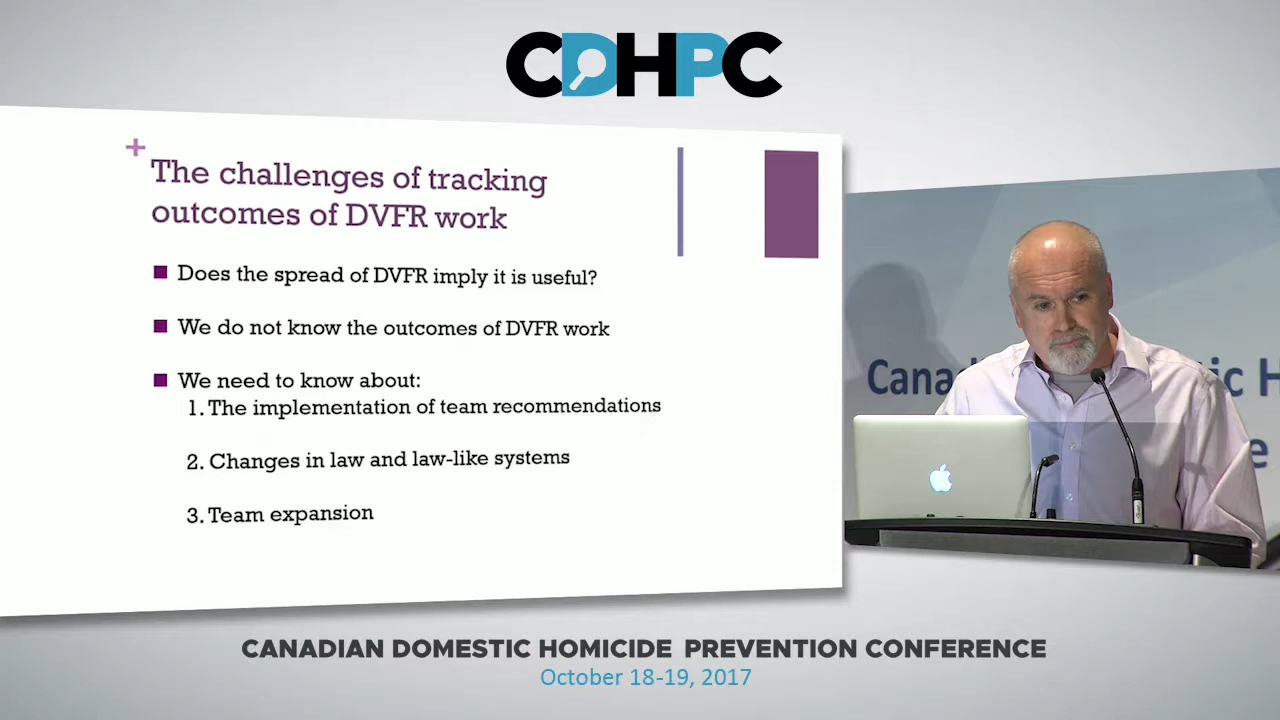 CDHPC
+
The challenges of tracking
outcomes of DVFR work
Does the spread of DVFR imply it is useful?
We do not know the outcomes of DVFR work
We need to know about:
1. The implementation of team recommendations
2. Changes in law and law-like systems
3. Team expansion
Cana ic H
e
CANADIAN DOMESTIC HOMICIDE PREVENTION CONFERENCE
October 18-19, 2017